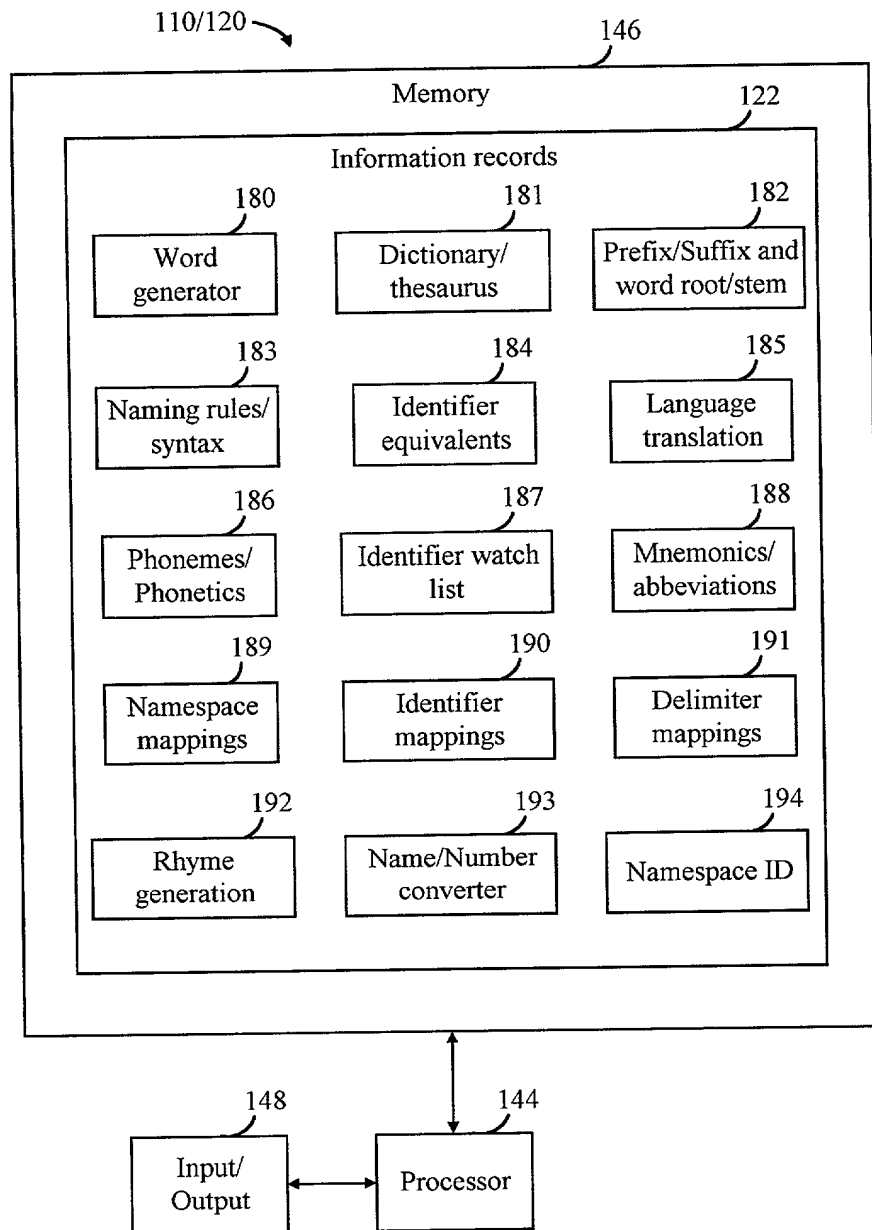 110/120
146
Memory
122
Information records
180
181
182
Word
generator
Dictionary/
thesaurus
Prefix/Suffix and
word root/stem
183
184
185
Naming rules/
syntax
Identifier
equivalents
Language
translation
186
187
188
Phonemes/
Phonetics
Identifier watch
list
Mnemonics/
abbeviations
189
190
191
Namespace
mappings
Identifier
mappings
Delimiter
mappings
192
193
194
Rhyme
generation
Name/Number
converter
Namespace ID
148
144
Input/
Output
Processor